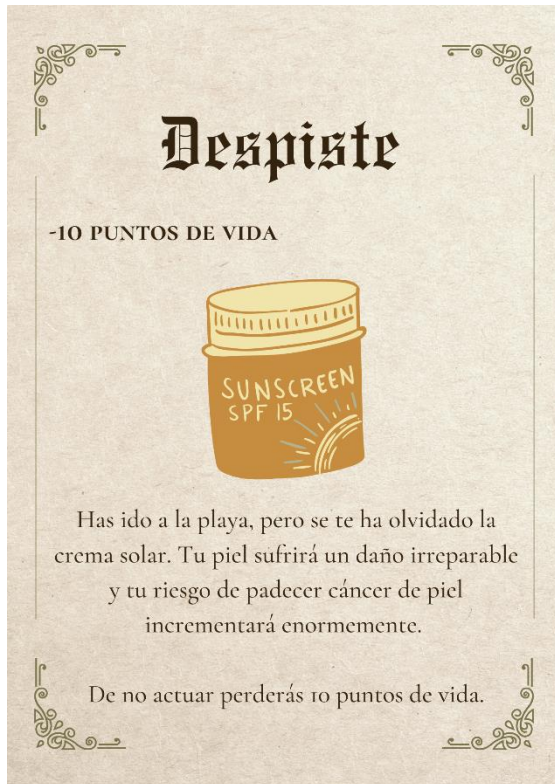 Despiste
-10 PUNTOS DE VIDA
SUNSCREEN
SPF 15
Has ido a la playa, pero se te ha olvidado la
crema solar. Tu piel sufrirá un daño irreparable
y tu riesgo de padecer cáncer de piel
incrementará enormemente.
De no actuar perderás 10 puntos de vida.